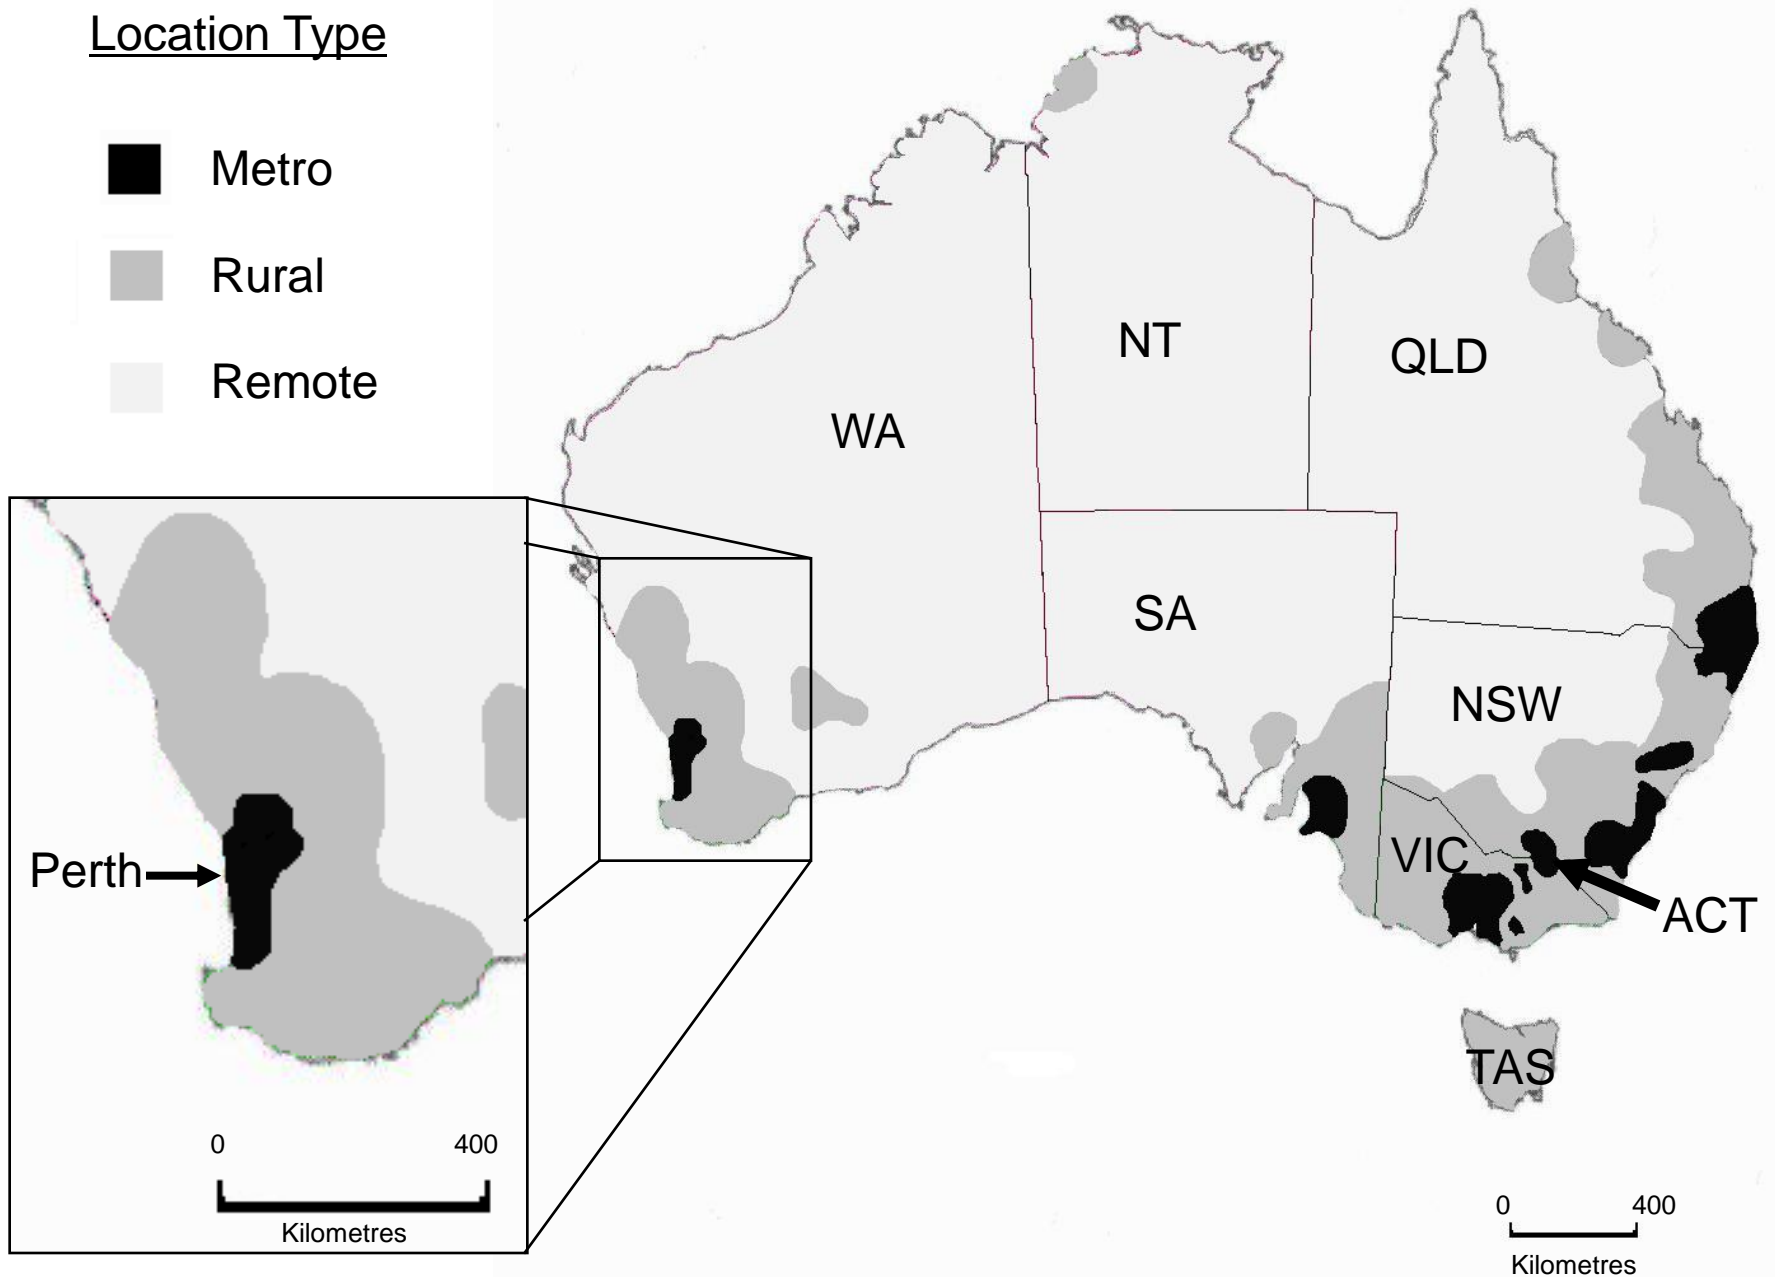 Location Type
Metro
Rural
Remote
NT
QLD
WA
SA
NSW
VIC
ACT
TAS
Perth
0 400
Kilometres
0 400
Kilometres